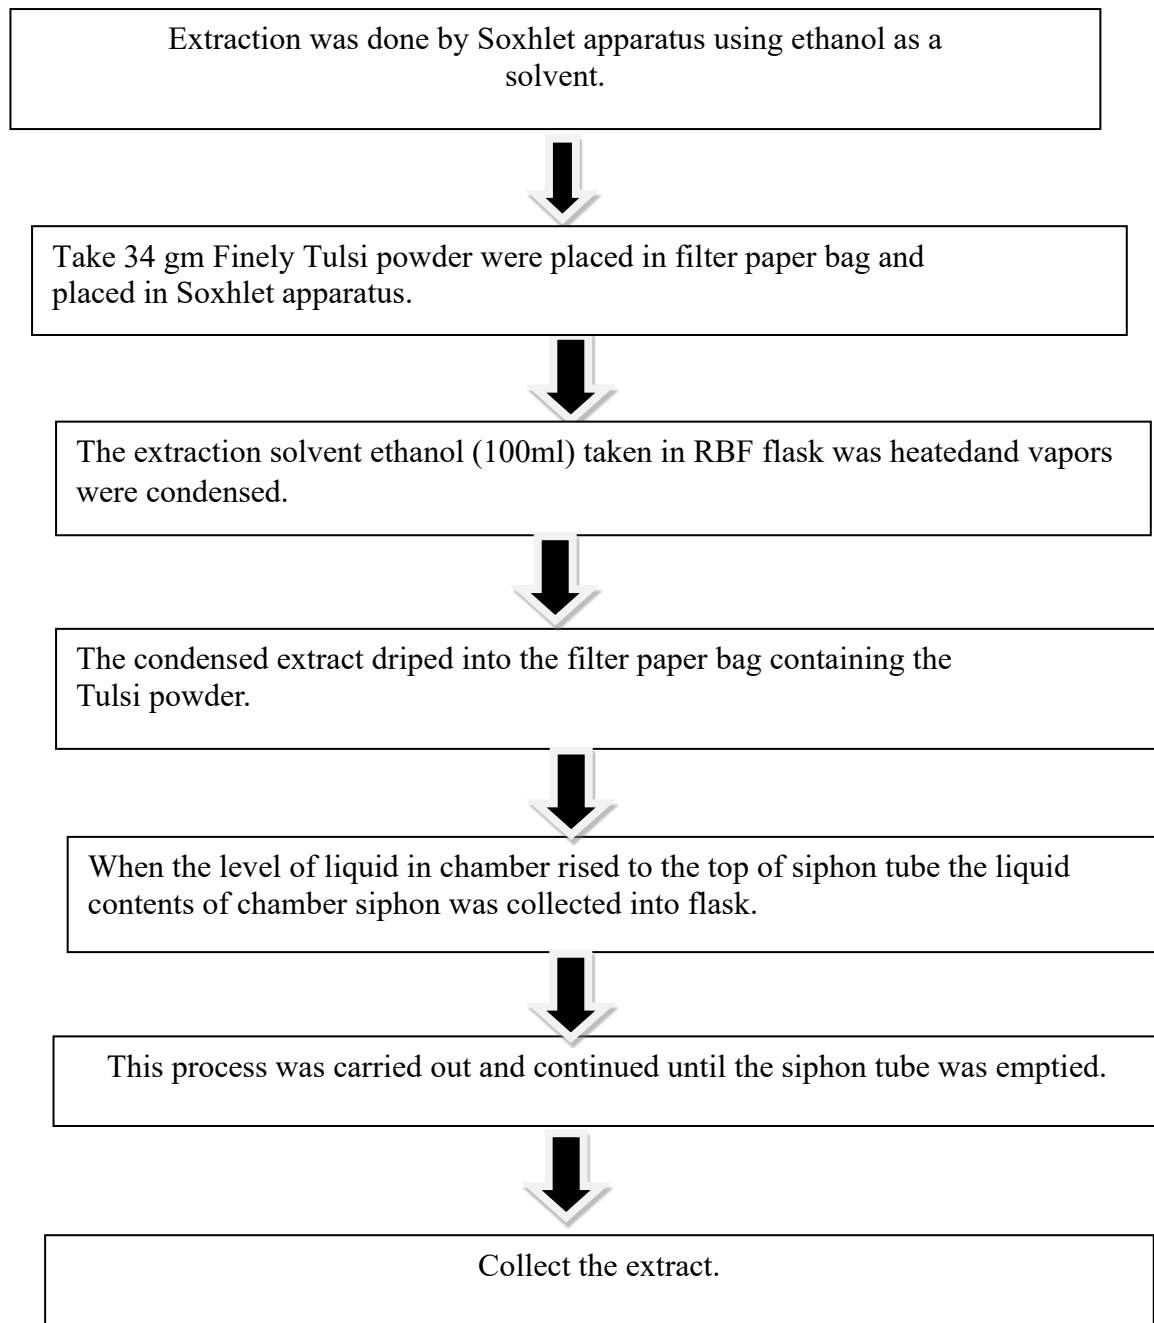 Extraction was done by Soxhlet apparatus using ethanol as a
solvent.
Take 34 gm Finely Tulsi powder were placed in filter paper bag and
placed in Soxhlet apparatus.
The extraction solvent ethanol (100ml) taken in RBF flask was heatedand vapors
were condensed.
The condensed extract driped into the filter paper bag containing the
Tulsi powder.
When the level of liquid in chamber rised to the top of siphon tube the liquid
contents of chamber siphon was collected into flask.
This process was carried out and continued until the siphon tube was emptied.
Collect the extract.